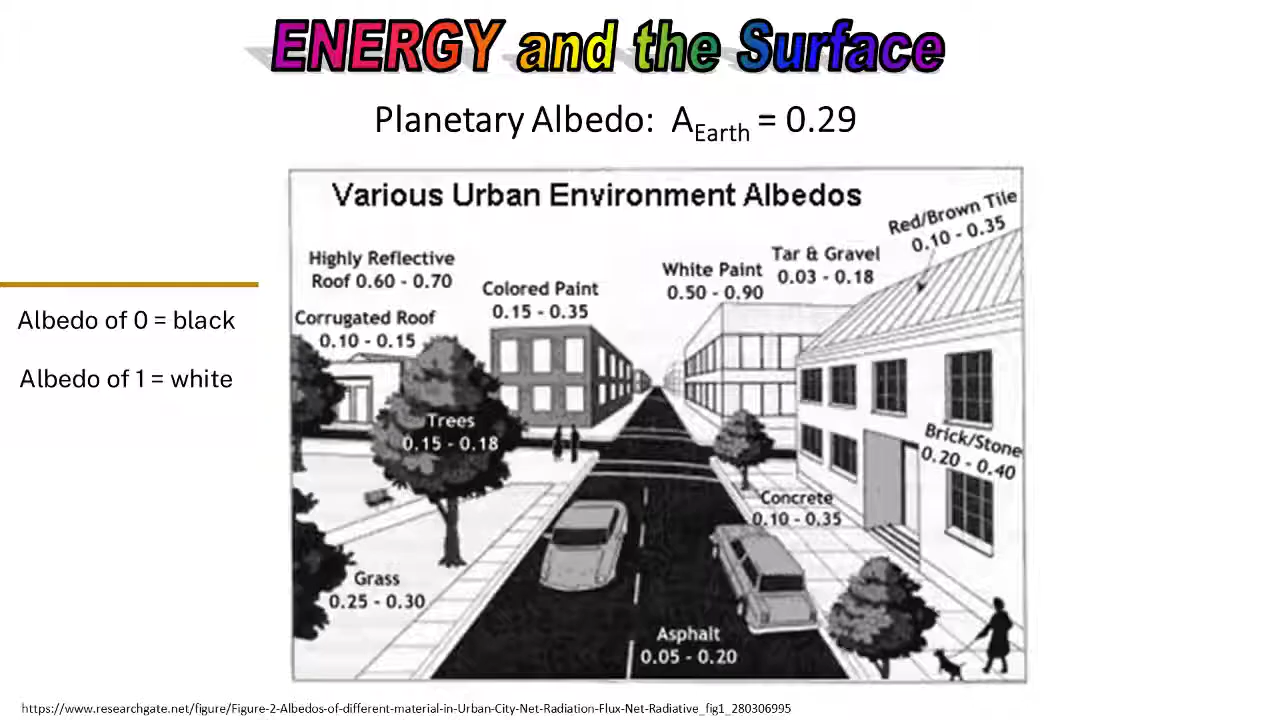 ENERGY and the Surface
Planetary Albedo: A_Earth = 0.29
Various Urban Environment Albedos
Red/Brown Tile
0.10 - 0.35
Highly Reflective
Roof 0.60 - 0.70
Colored Paint
0.15 - 0.35
White Paint
0.50 - 0.90
Tar & Gravel
0.03 - 0.18
Corrugated Roof
0.10 - 0.15
Albedo of 0 = black
Albedo of 1 = white
Trees
0.15 - 0.18
Brick/Stone
0.20 - 0.40
Concrete
0.10 - 0.35
Grass
0.25 - 0.30
Asphalt
0.05 - 0.20
https://www.researchgate.net/figure/Figure-2-Albedos-of-different-material-in-Urban-City-Net-Radiation-Flux-Net-Radiative_fig1_280306995